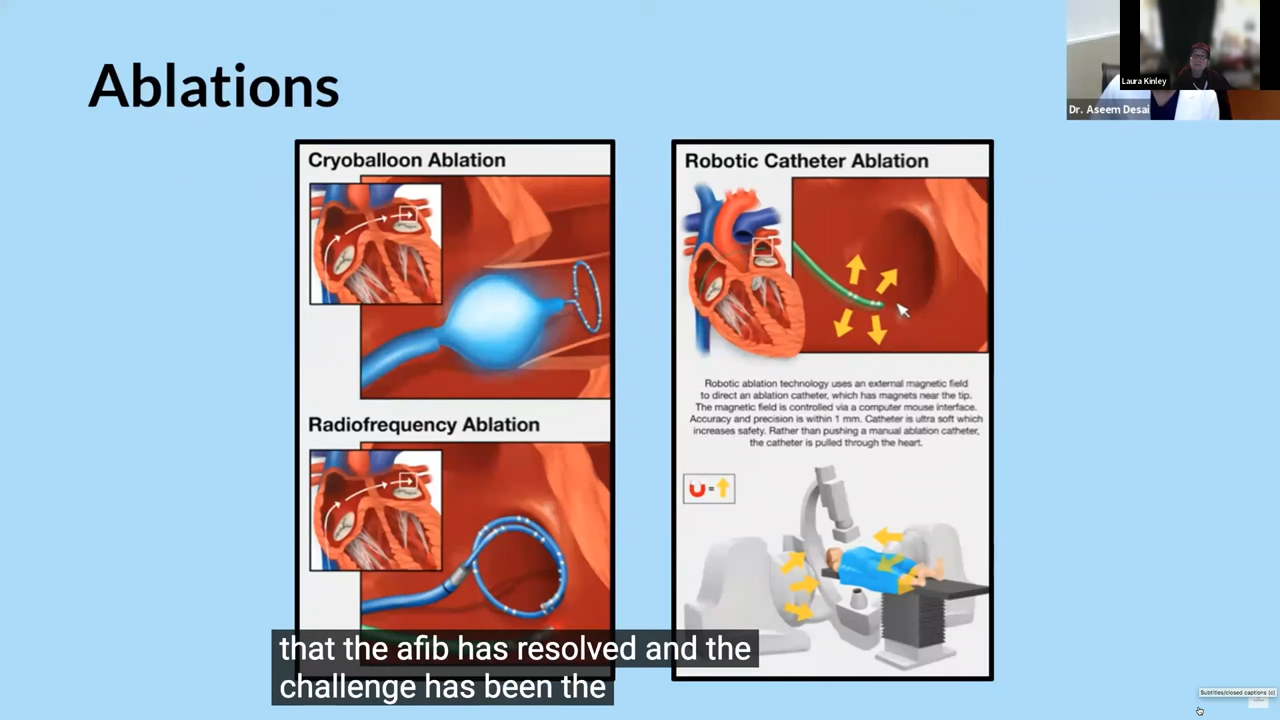 Ablations
Laura Kinley
Dr. Aseem Desai
Cryoballoon Ablation
Radiofrequency Ablation
Robotic Catheter Ablation
Robotic ablation technology uses an external magnetic field
to direct an ablation catheter, which has magnets near the tip.
The magnetic field is controlled via a computer mouse interface.
Accuracy and precision is within 1 mm. Catheter is ultra soft which
increases safety. Rather than pushing a manual ablation catheter,
the catheter is pulled through the heart.
=
that the afib has resolved and the
challenge has been the
Subtitles/closed captions (c)